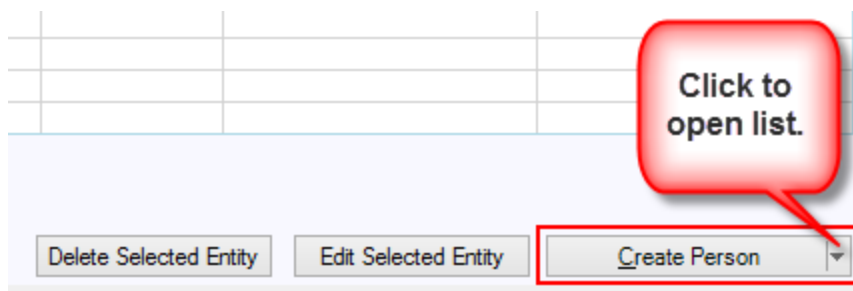 Click to
open list.
Delete Selected Entity
Edit Selected Entity
Create Person